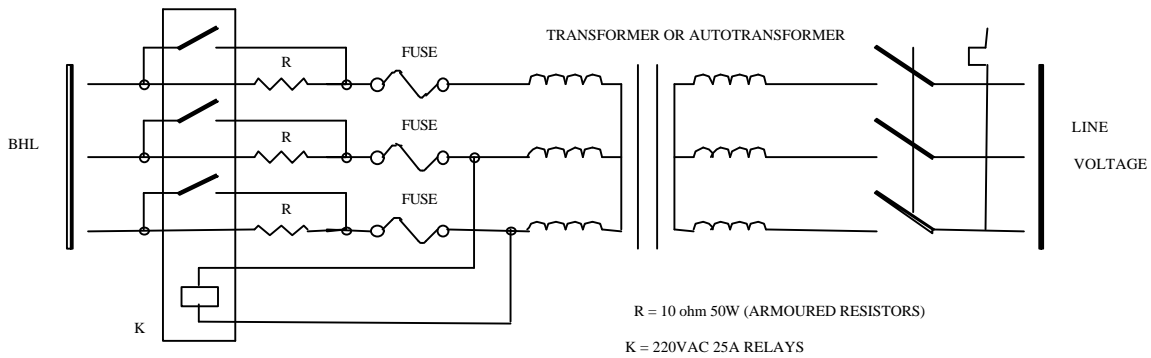 TRANSFORMER OR AUTOTRANSFORMER
FUSE
R
FUSE
R
BHL
LINE
VOLTAGE
FUSE
R
K
R = 10 ohm 50W (ARMOURED RESISTORS)
K = 220VAC 25A RELAYS